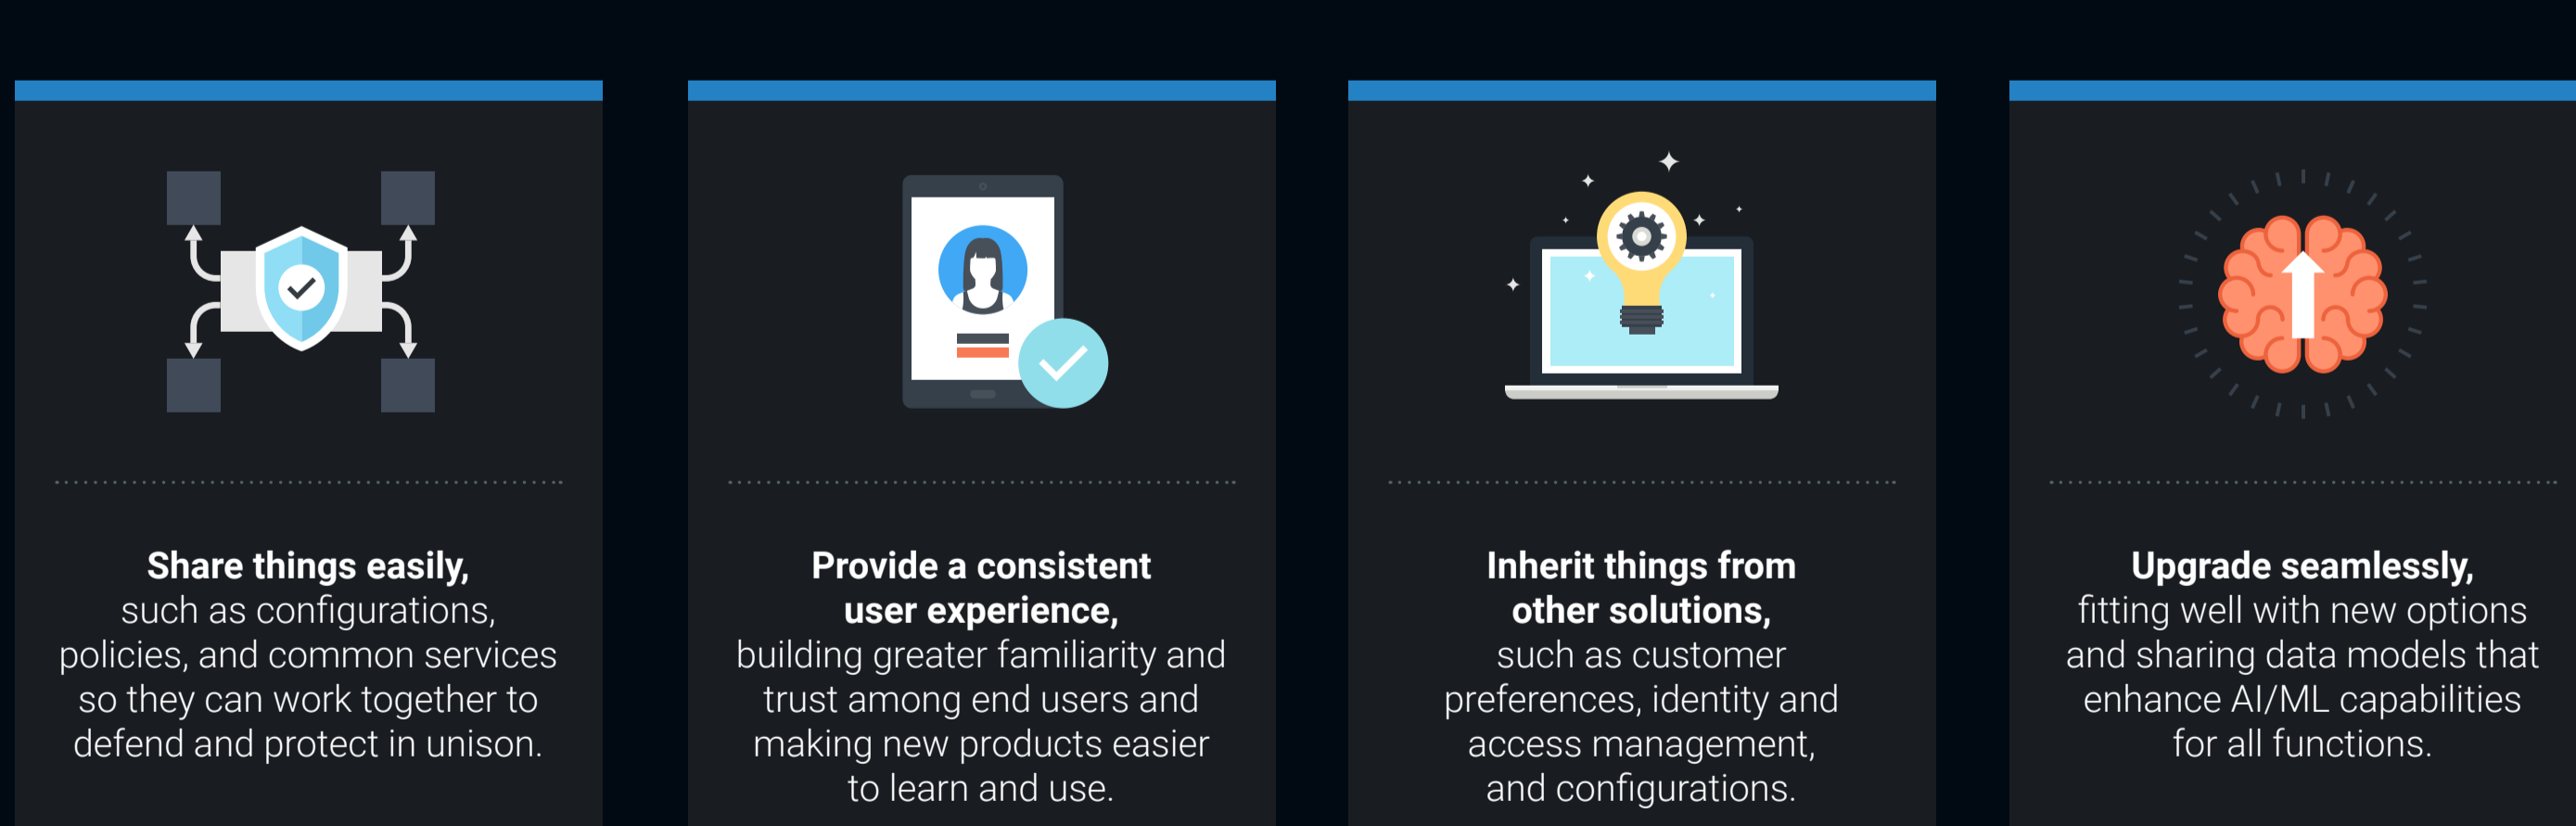 Share things easily,
such as configurations,
policies, and common services
so they can work together to
defend and protect in unison.
Provide a consistent
user experience,
building greater familiarity and
trust among end users and
making new products easier
to learn and use.
Inherit things from
other solutions,
such as customer
preferences, identity and
access management,
and configurations.
Upgrade seamlessly,
fitting well with new options
and sharing data models that
enhance AI/ML capabilities
for all functions.